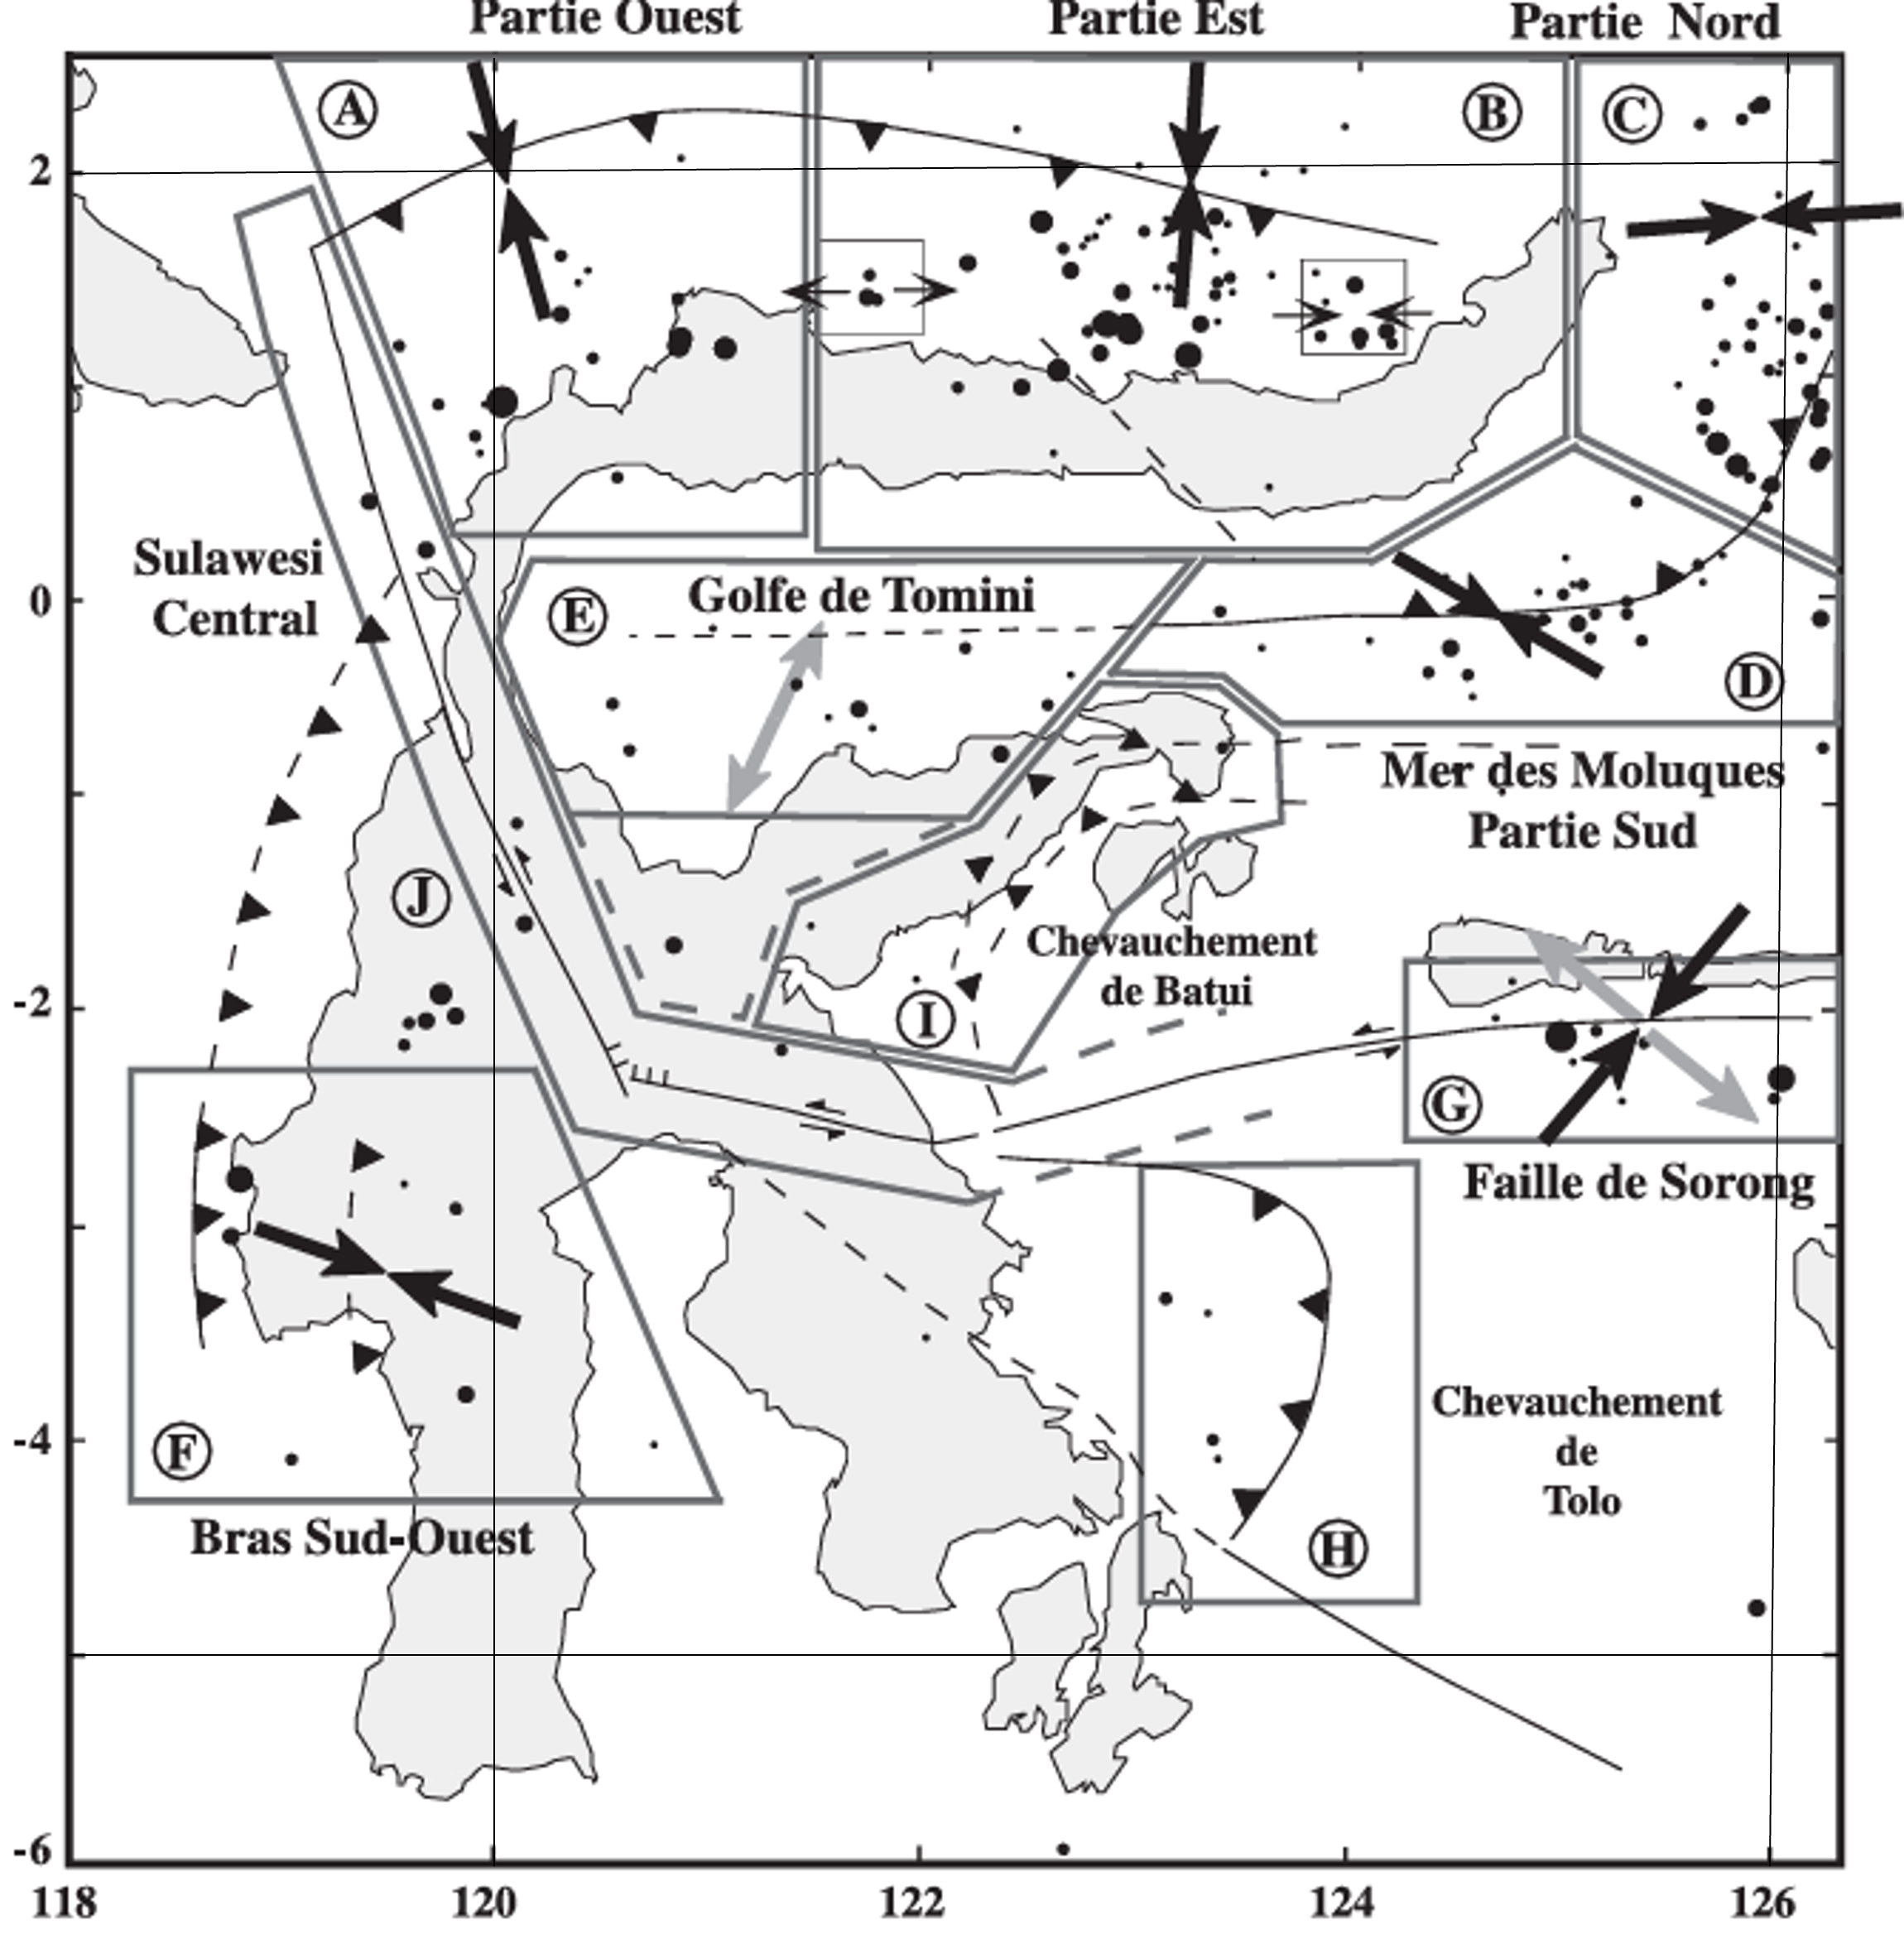 Partie Ouest
Partie Est
Partie Nord
A
B
C
2
Sulawesi
Central
0
E
Golfe de Tomini
D
Mer des Moluques
Partie Sud
J
Chevauchement
de Batui
I
-2
G
Faille de Sorong
Chevauchement
de
Tolo
-4
F
Bras Sud-Ouest
H
-6
118
120
122
124
126